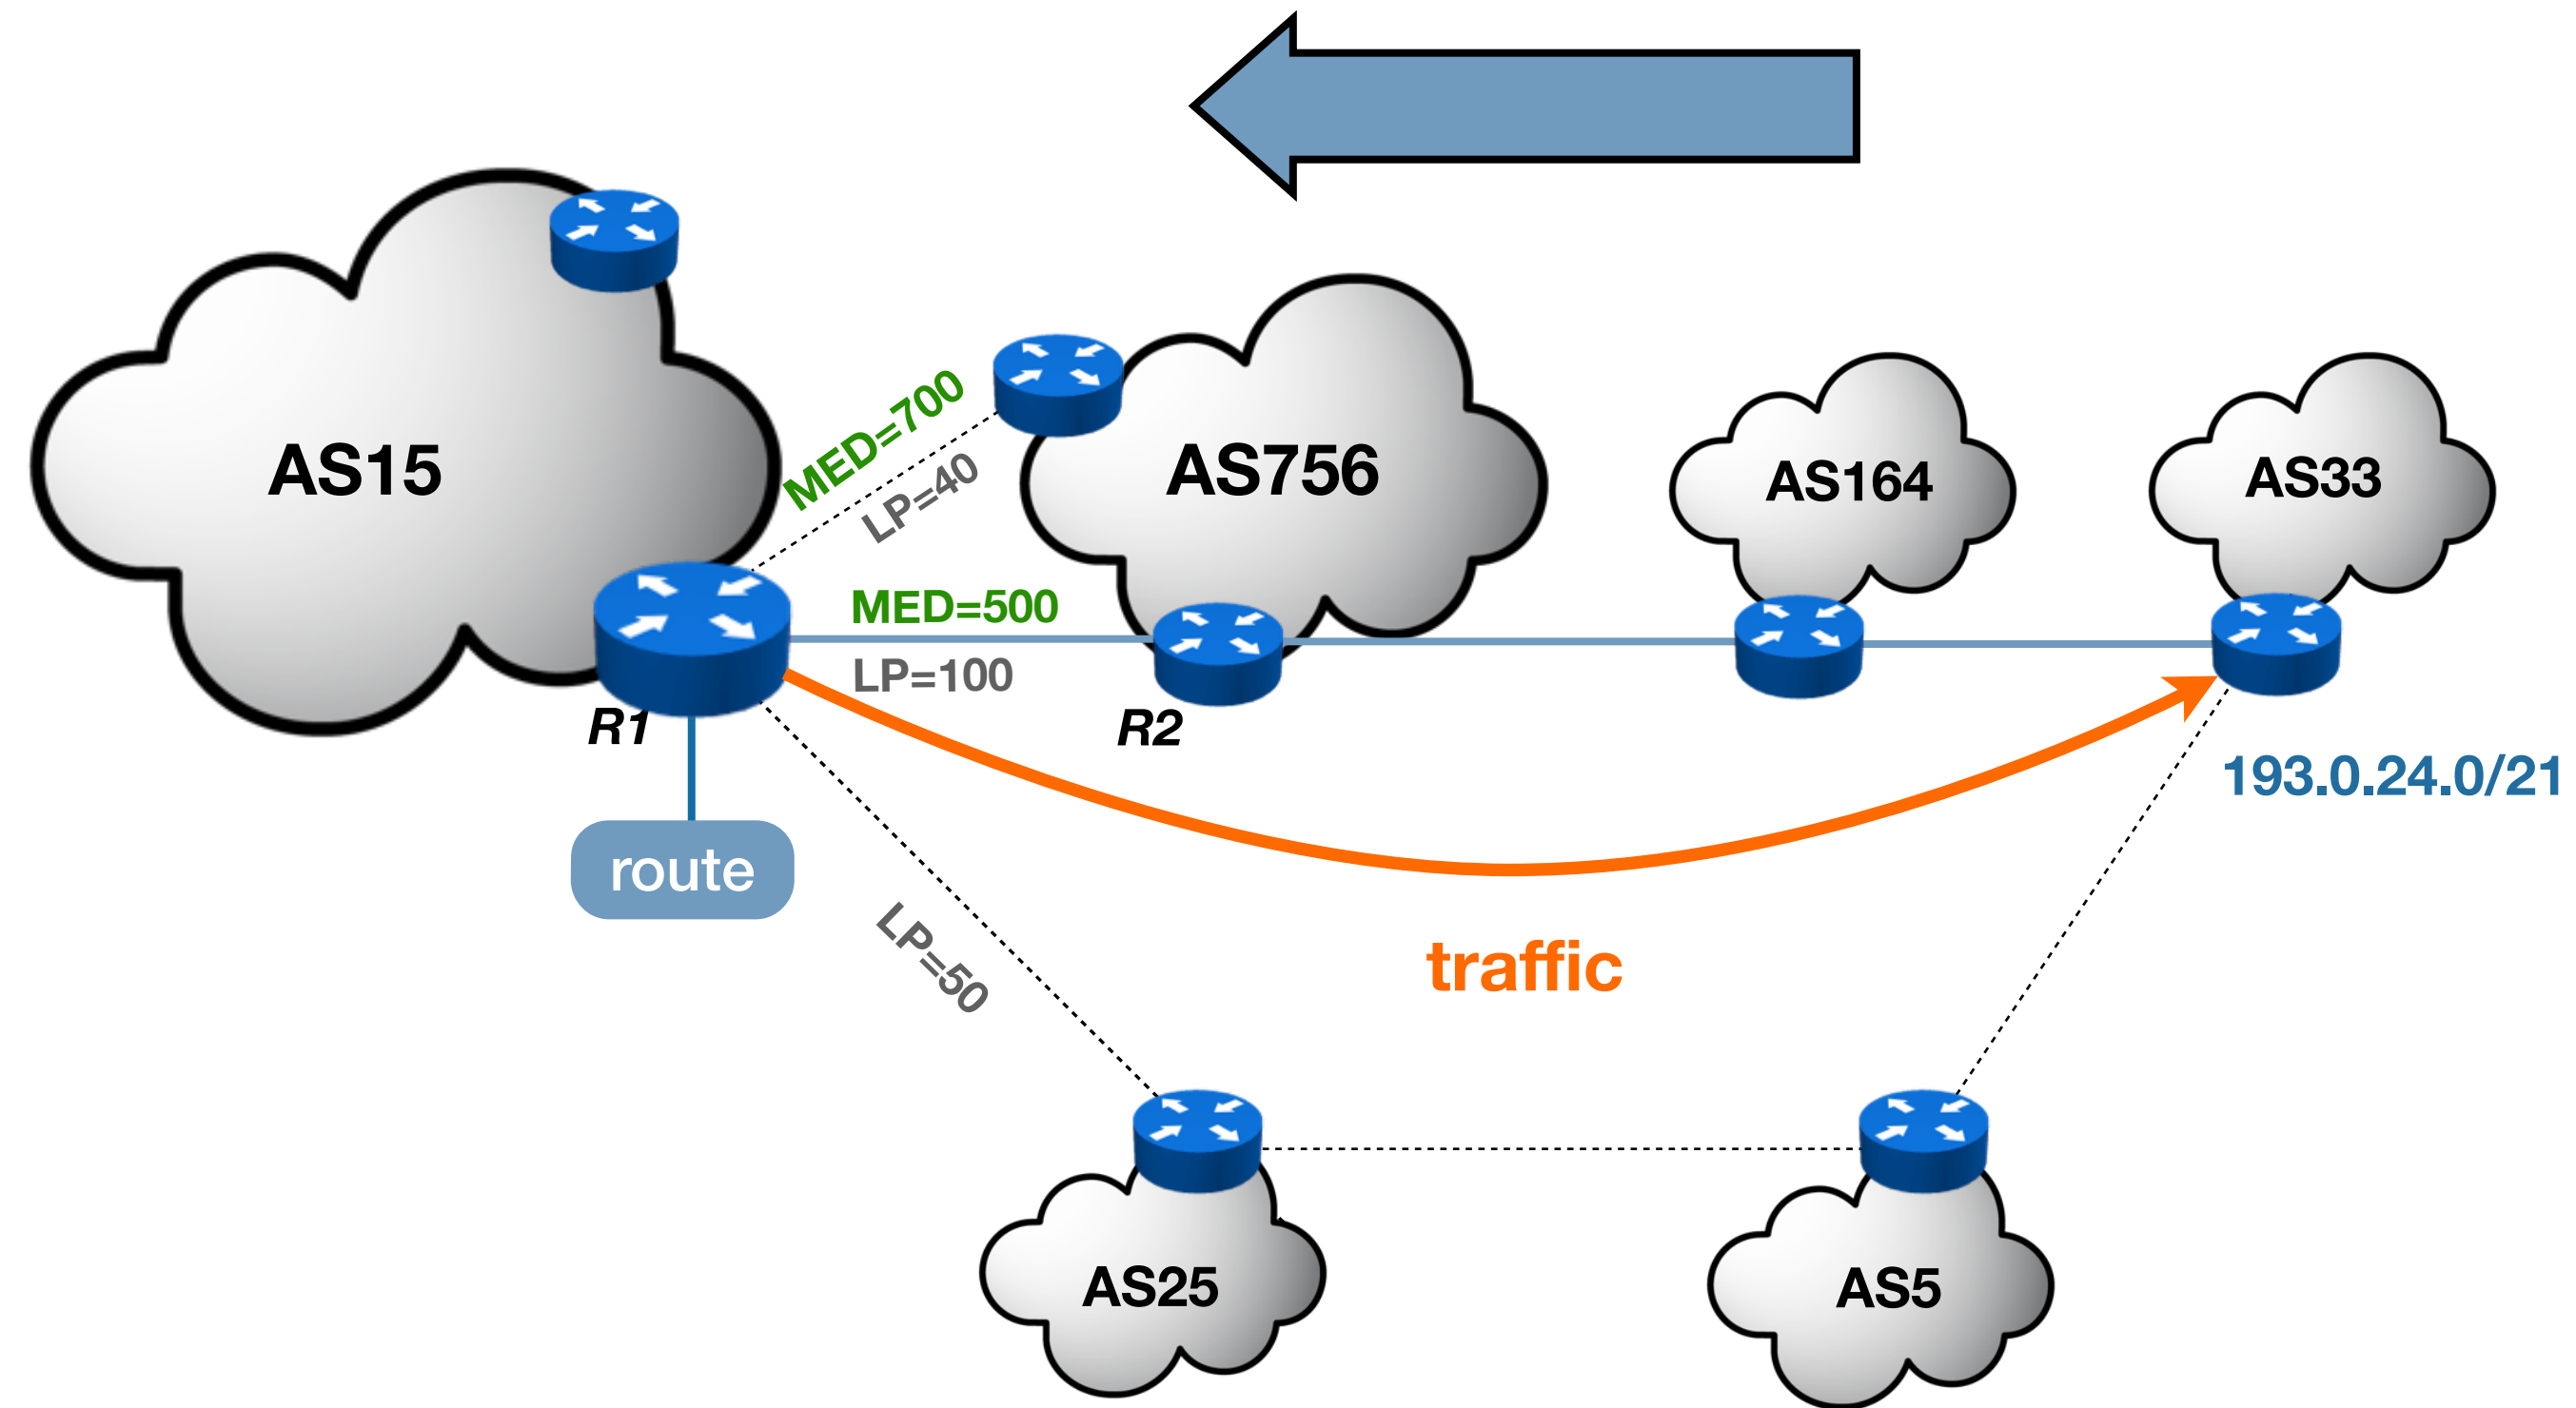 AS15
MED=700
LP=40
AS756
AS164
AS33
MED=500
LP=100
R1
R2
193.0.24.0/21
route
LP=50
traffic
AS25
AS5